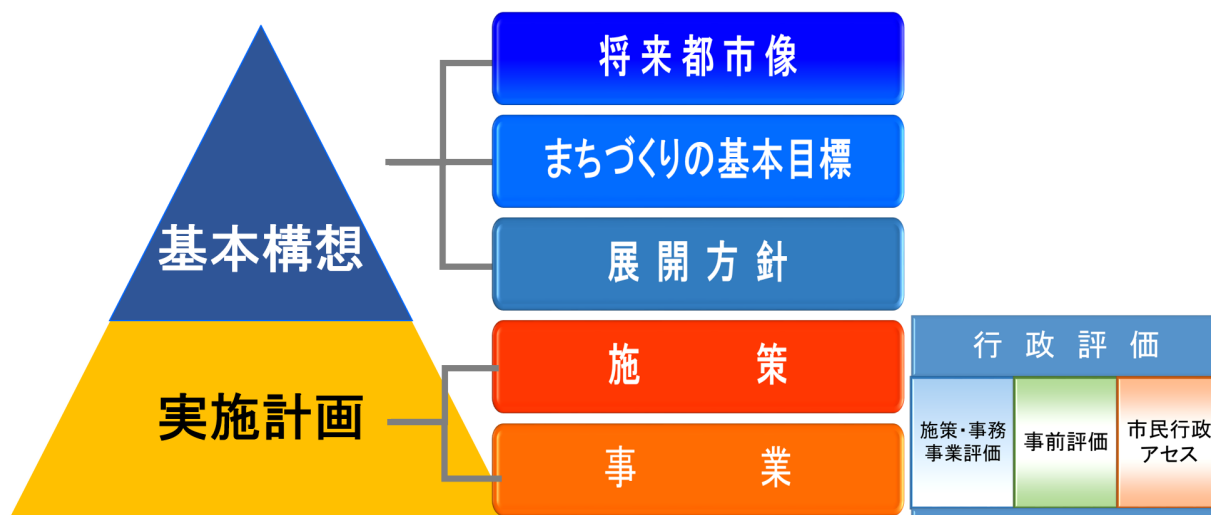 将来都市像
まちづくりの基本目標
基本構想
展開方針
施策
行政評価
実施計画
事業
施策・事務
事業評価
事前評価
市民行政
アセス